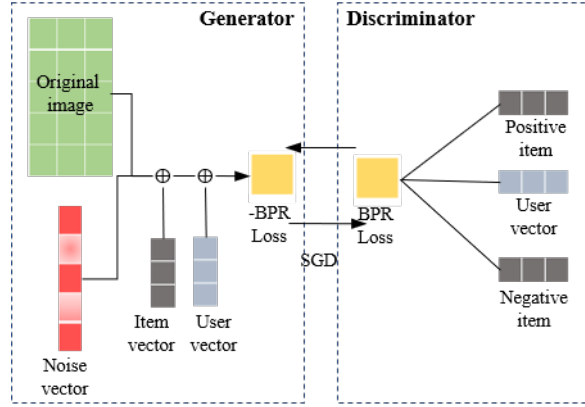 Generator
Discriminator
Original
image
Positive
item
-BPR
Loss
BPR
Loss
User
vector
SGD
Item
vector
User
vector
Negative
item
Noise
vector